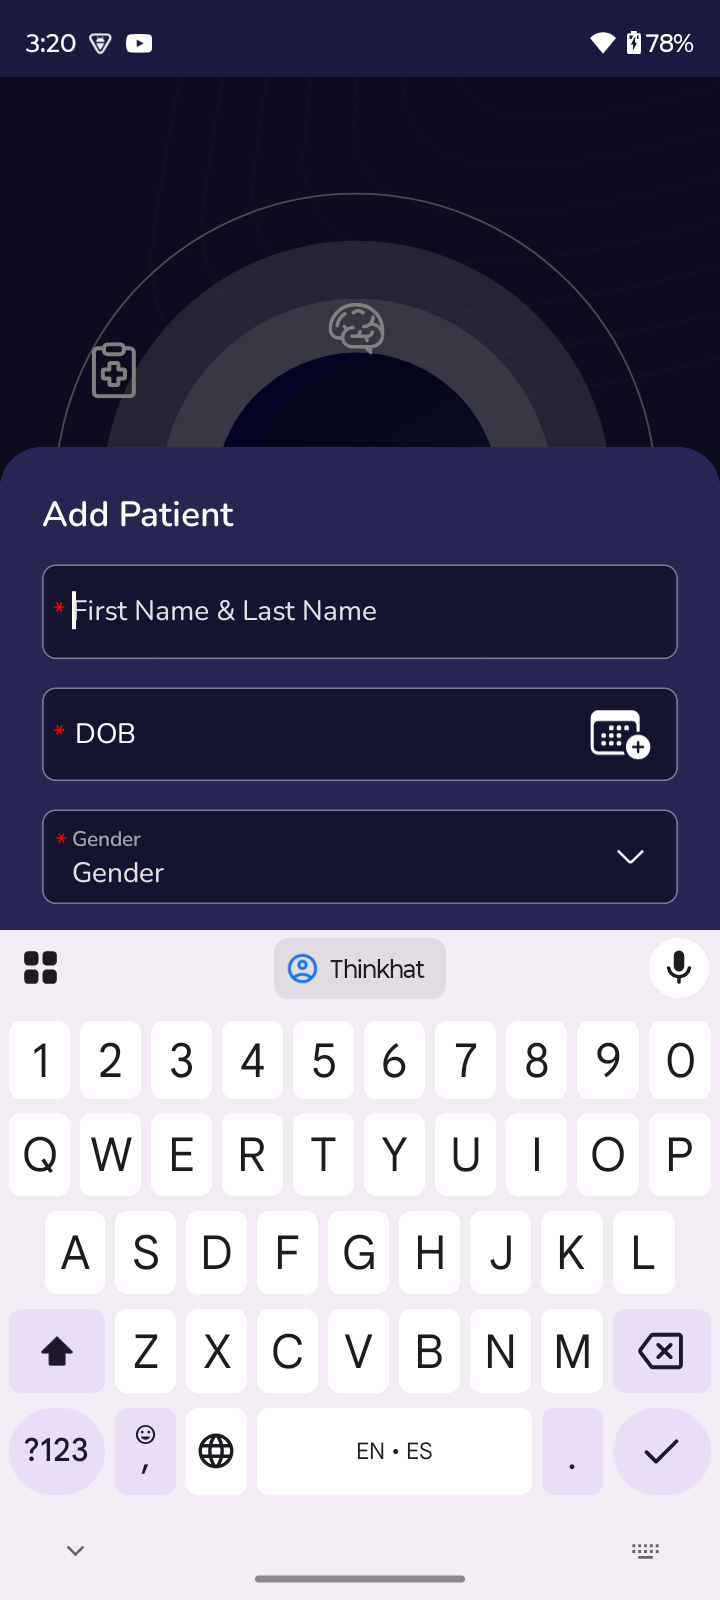 3:20
78%
Add Patient
* First Name & Last Name
* DOB
* Gender
Gender
Thinkhat
1 2 3 4 5 6 7 8 9 0
Q W E R T Y U I O P
A S D F G H J K L
Z X C V B N M
?123 , EN • ES .